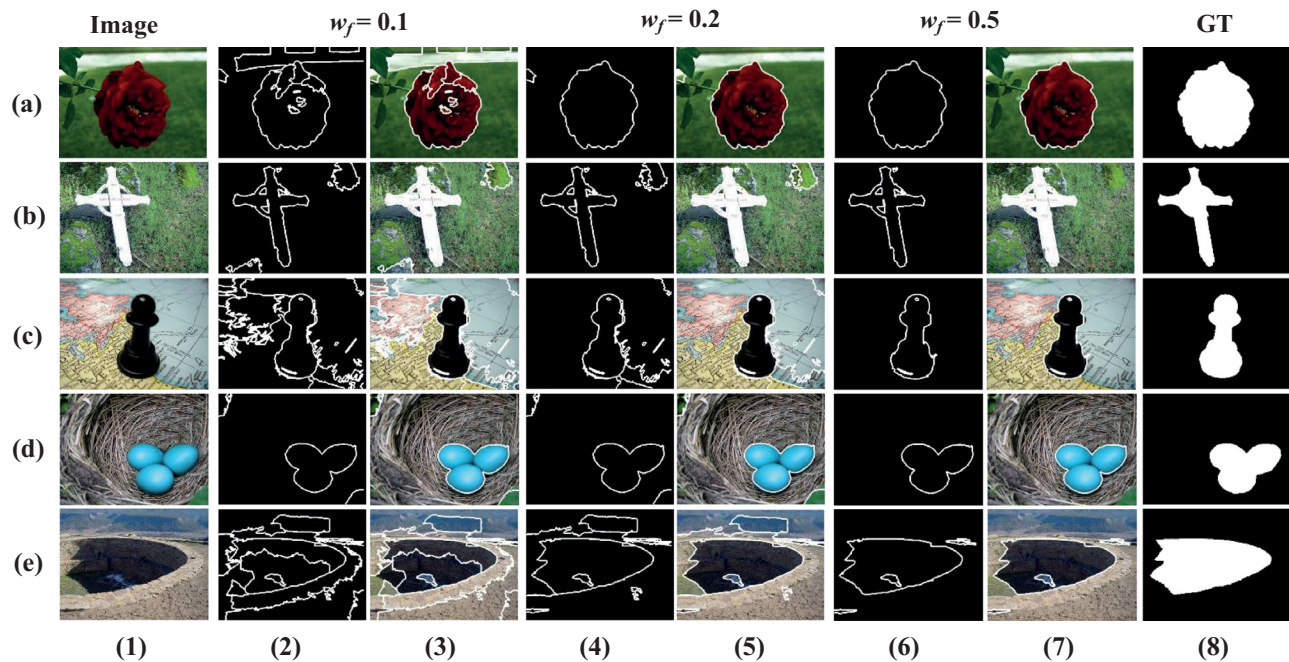 Image w_f = 0.1 w_f = 0.2 w_f = 0.5 GT
(a)
(b)
(c)
(d)
(e)
(1) (2) (3) (4) (5) (6) (7) (8)